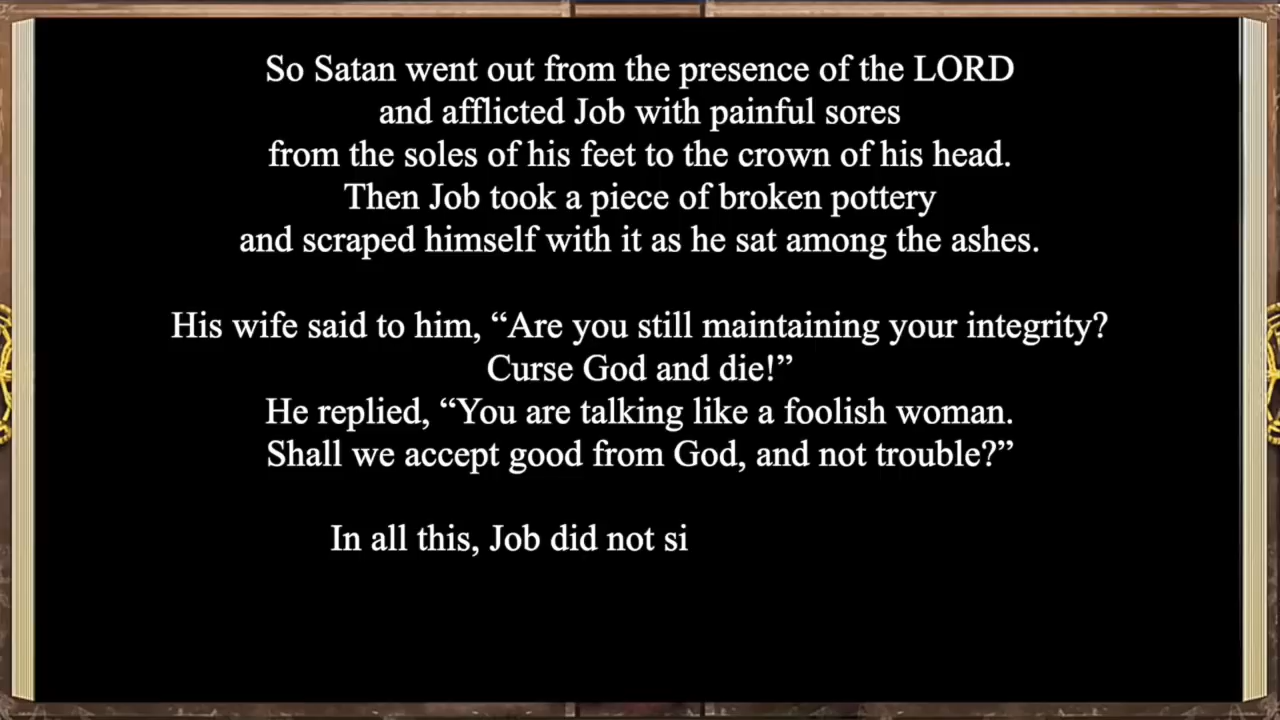 So Satan went out from the presence of the LORD
and afflicted Job with painful sores
from the soles of his feet to the crown of his head.
Then Job took a piece of broken pottery
and scraped himself with it as he sat among the ashes.
His wife said to him, “Are you still maintaining your integrity?
Curse God and die!”
He replied, “You are talking like a foolish woman.
Shall we accept good from God, and not trouble?”
In all this, Job did not si